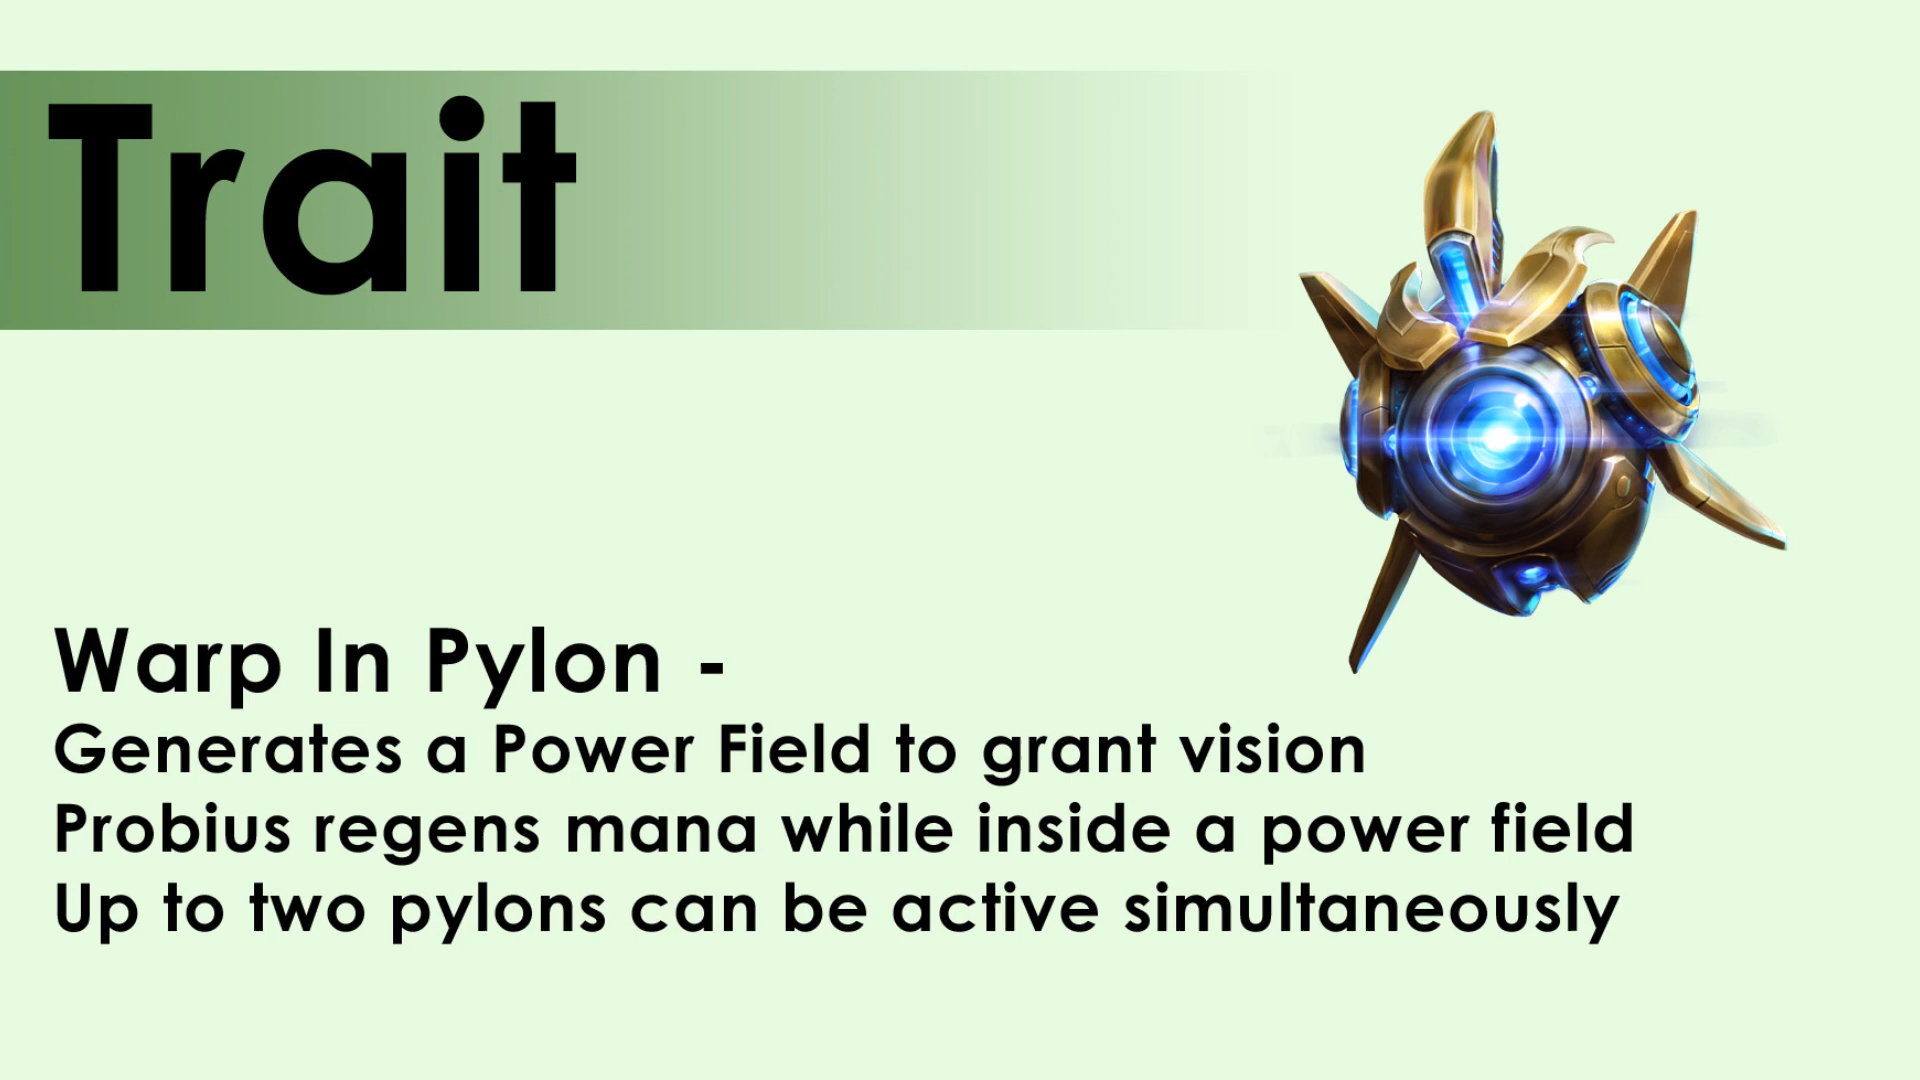 Trait
Warp In Pylon -
Generates a Power Field to grant vision
Probius regens mana while inside a power field
Up to two pylons can be active simultaneously